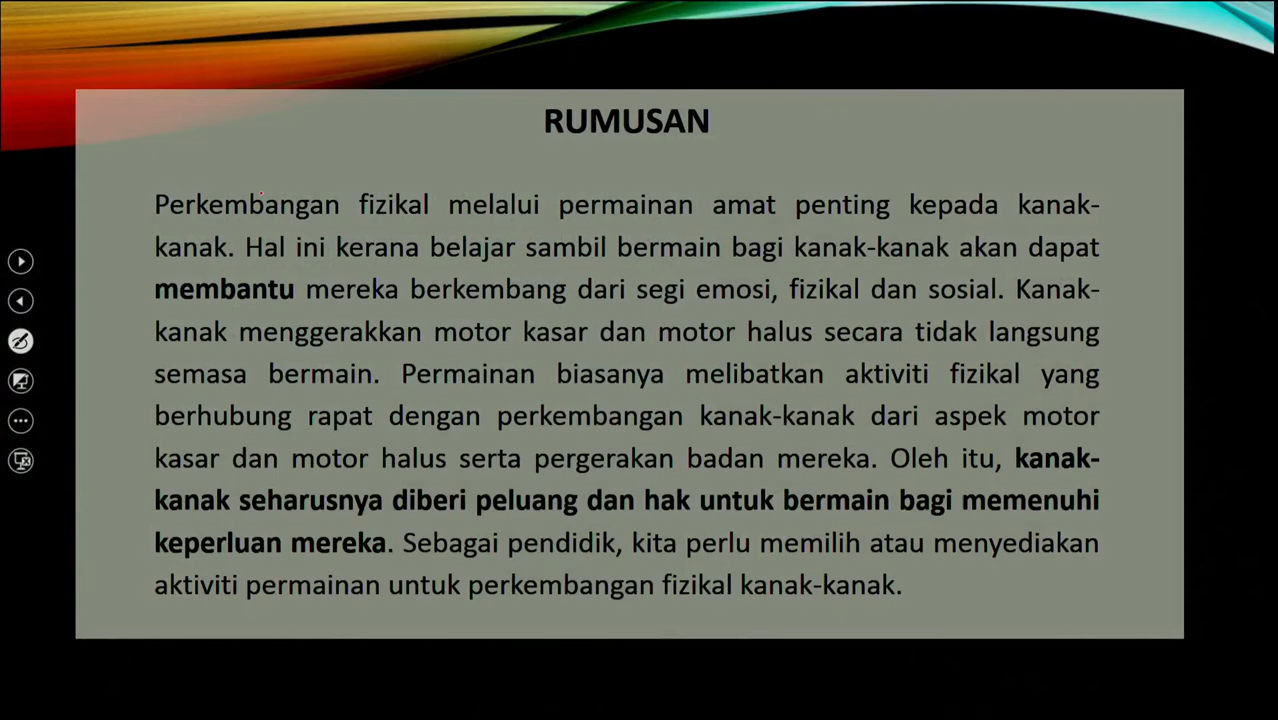 RUMUSAN
Perkembangan fizikal melalui permainan amat penting kepada kanak-
kanak. Hal ini kerana belajar sambil bermain bagi kanak-kanak akan dapat
membantu mereka berkembang dari segi emosi, fizikal dan sosial. Kanak-
kanak menggerakkan motor kasar dan motor halus secara tidak langsung
semasa bermain. Permainan biasanya melibatkan aktiviti fizikal yang
berhubung rapat dengan perkembangan kanak-kanak dari aspek motor
kasar dan motor halus serta pergerakan badan mereka. Oleh itu, kanak-
kanak seharusnya diberi peluang dan hak untuk bermain bagi memenuhi
keperluan mereka. Sebagai pendidik, kita perlu memilih atau menyediakan
aktiviti permainan untuk perkembangan fizikal kanak-kanak.